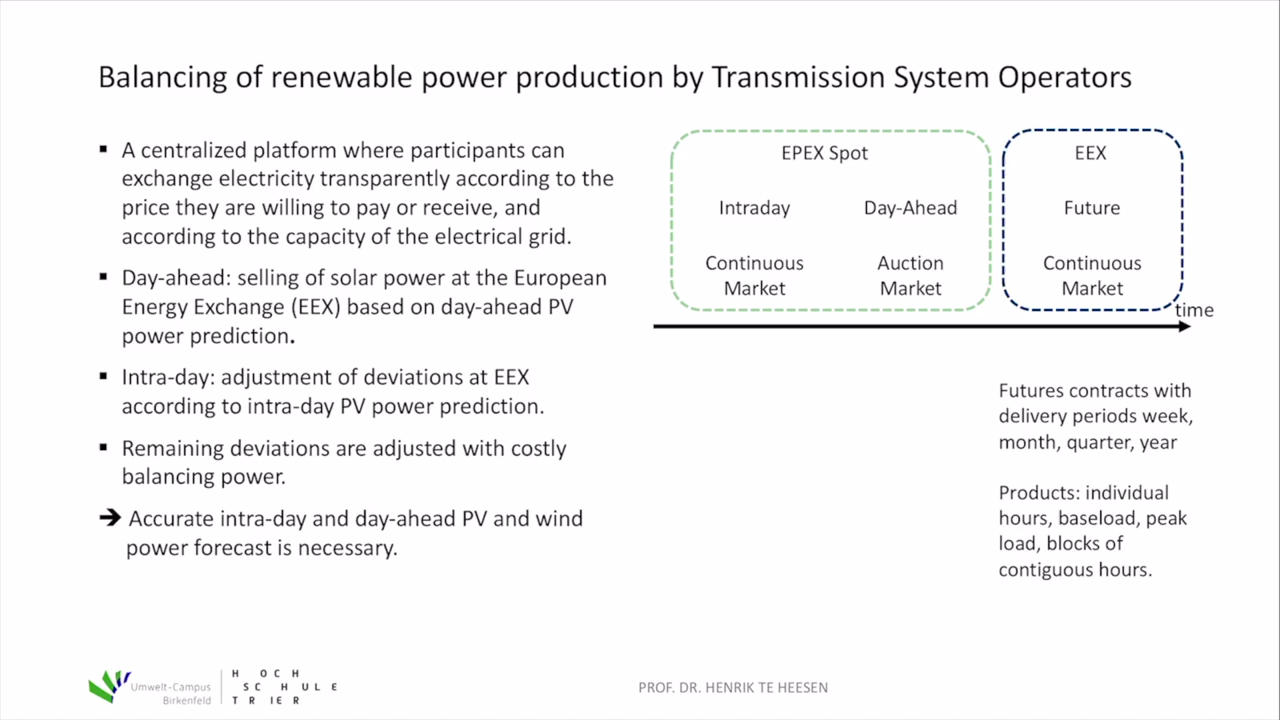 Balancing of renewable power production by Transmission System Operators
▪ A centralized platform where participants can
exchange electricity transparently according to the
price they are willing to pay or receive, and
according to the capacity of the electrical grid.
▪ Day-ahead: selling of solar power at the European
Energy Exchange (EEX) based on day-ahead PV
power prediction.
▪ Intra-day: adjustment of deviations at EEX
according to intra-day PV power prediction.
▪ Remaining deviations are adjusted with costly
balancing power.
➔ Accurate intra-day and day-ahead PV and wind
power forecast is necessary.
EPEX Spot
Intraday
Day-Ahead
Continuous
Market
Auction
Market
EEX
Future
Continuous
Market
time
Futures contracts with
delivery periods week,
month, quarter, year
Products: individual
hours, baseload, peak
load, blocks of
contiguous hours.
Umwelt-Campus
Birkenfeld
H O C H
S C H U L E
T R I E R
PROF. DR. HENRIK TE HEESEN